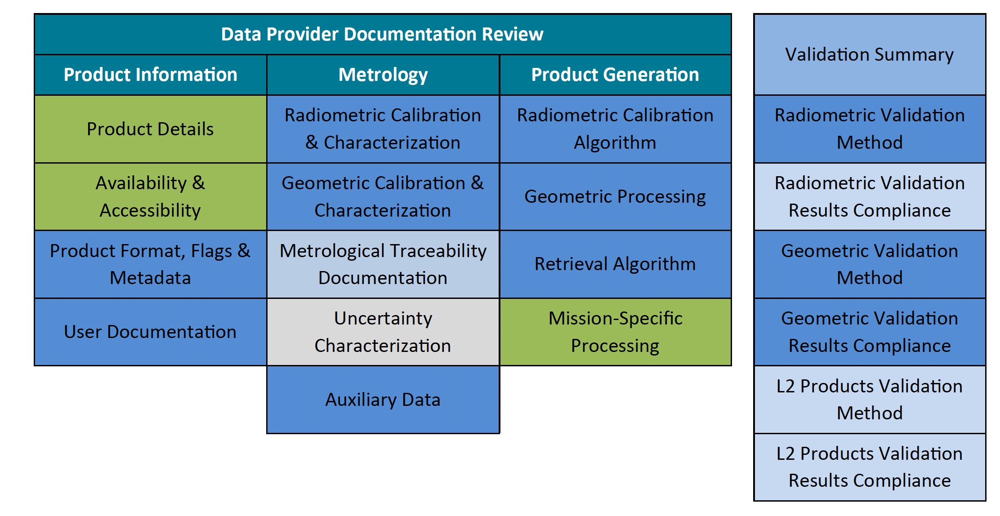 Data Provider Documentation Review
Product Information
Metrology
Product Generation
Product Details
Radiometric Calibration
& Characterization
Radiometric Calibration
Algorithm
Availability &
Accessibility
Geometric Calibration &
Characterization
Geometric Processing
Product Format, Flags &
Metadata
Metrological Traceability
Documentation
Retrieval Algorithm
User Documentation
Uncertainty
Characterization
Mission-Specific
Processing
Auxiliary Data
Validation Summary
Radiometric Validation
Method
Radiometric Validation
Results Compliance
Geometric Validation
Method
Geometric Validation
Results Compliance
L2 Products Validation
Method
L2 Products Validation
Results Compliance